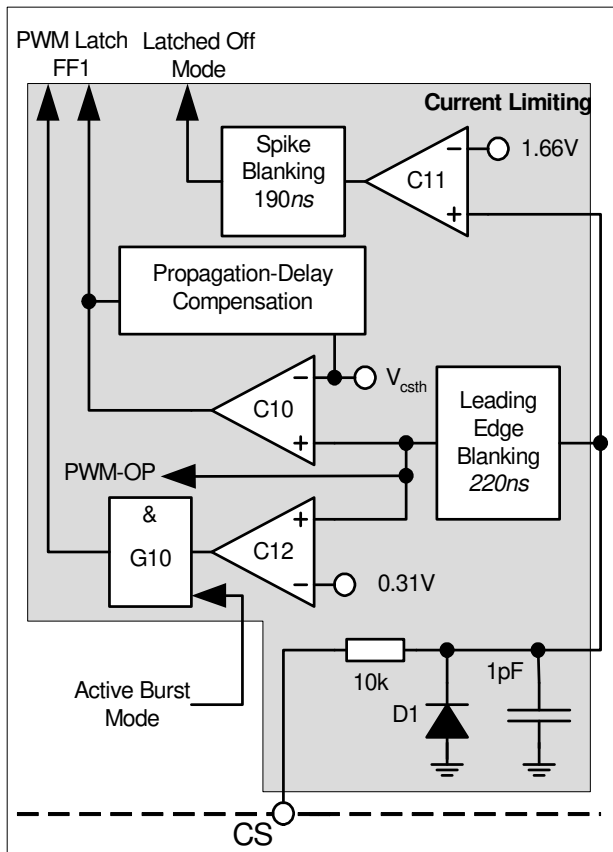 PWM Latch
FF1
Latched Off
Mode
Current Limiting
Spike
Blanking
190ns
C11
−
+
1.66V
Propagation-Delay
Compensation
C10
−
+
Vcsth
Leading
Edge
Blanking
220ns
PWM-OP
&
G10
C12
+
−
0.31V
Active Burst
Mode
10k
D1
1pF
CS